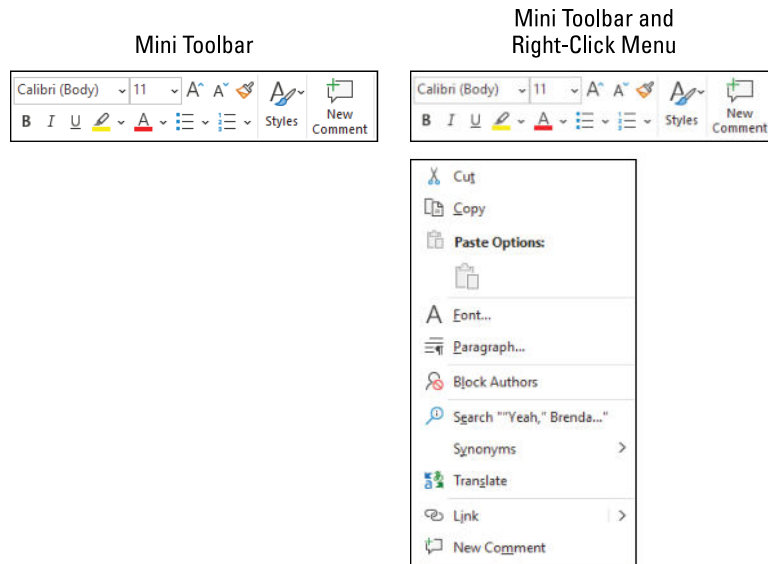 Mini Toolbar
Calibri (Body) 11 A A Styles New Comment
B I U A
Mini Toolbar and
Right-Click Menu
Calibri (Body) 11 A A Styles New Comment
B I U A
Cut
Copy
Paste Options:
Font...
Paragraph...
Block Authors
Search ""Yeah," Brenda..."
Synonyms
Translate
Link
New Comment